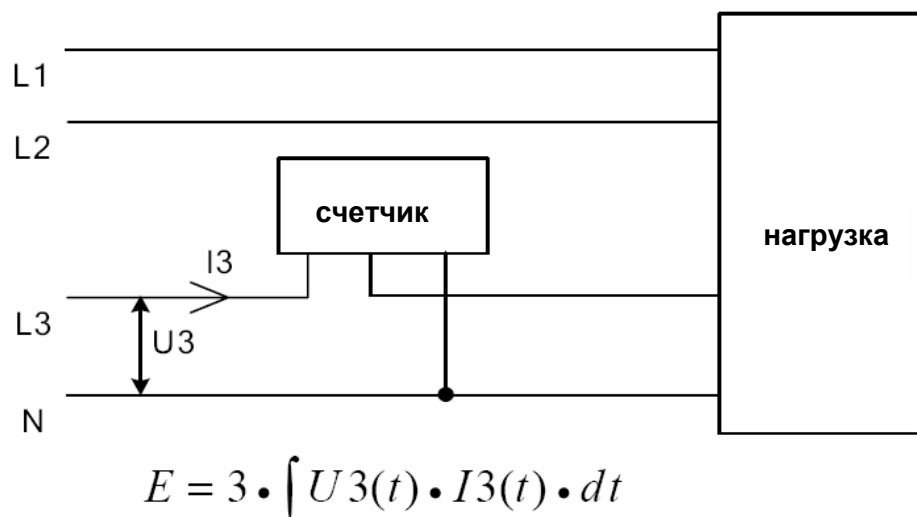 L1
L2
счетчик
нагрузка
I3
L3
U3
N
E = 3 • ∫ U3(t) • I3(t) • dt